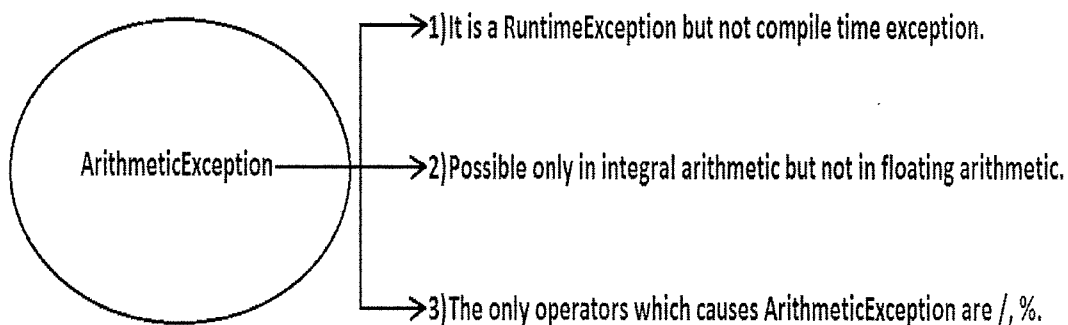 1)It is a RuntimeException but not compile time exception.
ArithmeticException
2)Possible only in integral arithmetic but not in floating arithmetic.
3)The only operators which causes ArithmeticException are /, %.